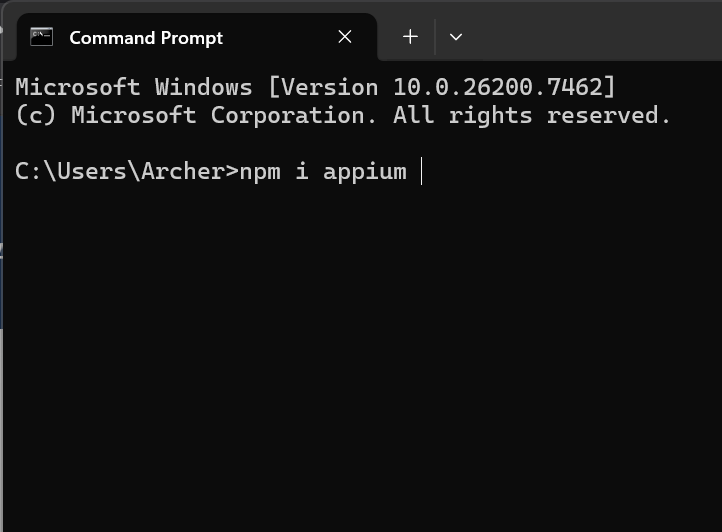 Command Prompt
Microsoft Windows [Version 10.0.26200.7462]
(c) Microsoft Corporation. All rights reserved.
C:\Users\Archer>npm i appium